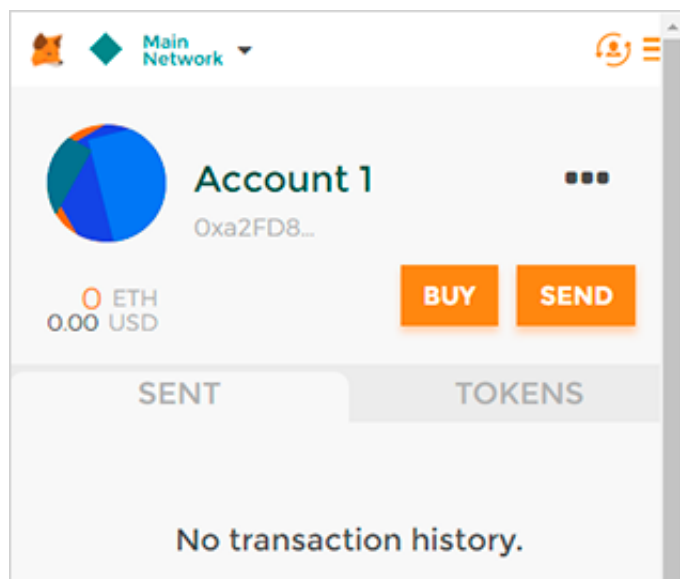 Main
Network
Account 1
0xa2FD8...
0 ETH
0.00 USD
BUY
SEND
SENT
TOKENS
No transaction history.